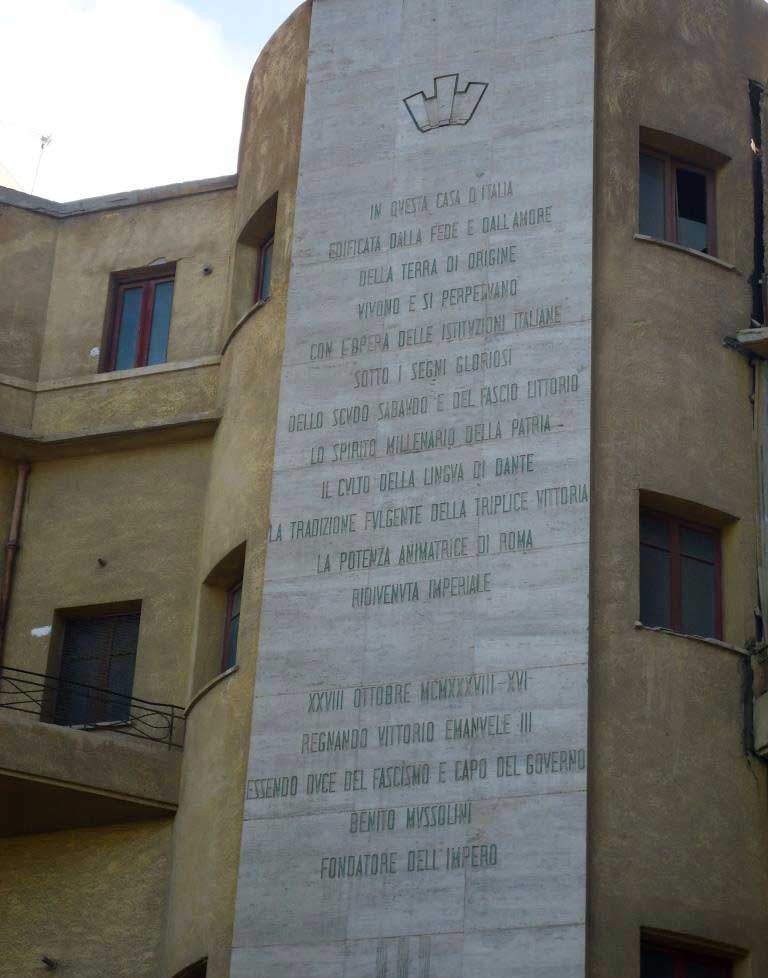 IN QVESTA CASA D'ITALIA
EDIFICATA DALLA FEDE E DALL'AMORE
DELLA TERRA DI ORIGINE
VIVONO E SI PERPETVANO
CON L'OPERA DELLE ISTITVZIONI ITALIANE
SOTTO I SEGNI GLORIOSI
DELLO SCVDO SABAVDO E DEL FASCIO LITTORIO
LO SPIRITO MILLENARIO DELLA PATRIA -
IL CVLTO DELLA LINGVA DI DANTE
LA TRADIZIONE FVLGENTE DELLA TRIPLICE VITTORIA
LA POTENZA ANIMATRICE DI ROMA
RIDIVENVTA IMPERIALE
XXVIII OTTOBRE MCMXXXVIII-XVI
REGNANDO VITTORIO EMANVELE III
ESSENDO DVCE DEL FASCISMO E CAPO DEL GOVERNO
BENITO MVSSOLINI
FONDATORE DELL'IMPERO